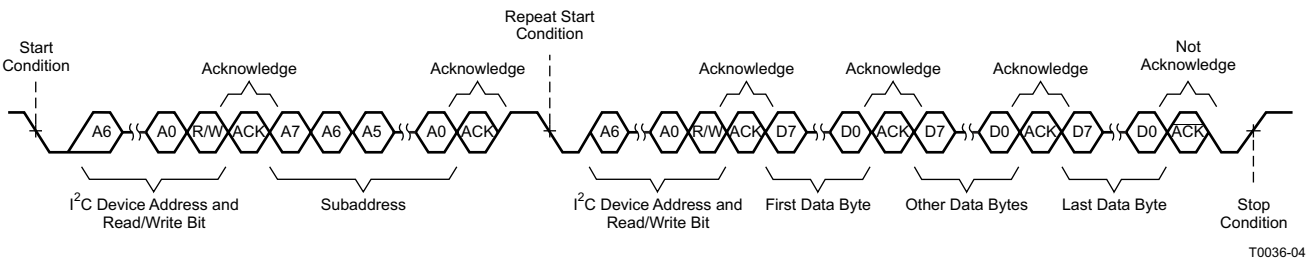 Repeat Start
Condition
Start
Condition
Not
Acknowledge
Acknowledge
Acknowledge
Acknowledge
Acknowledge
Acknowledge
A6 A0 R/W ACK A7 A6 A5 A0 ACK A6 A0 R/W ACK D7 D0 ACK D7 D0 ACK D7 D0 ACK
I²C Device Address and
Read/Write Bit
Subaddress
I²C Device Address and
Read/Write Bit
First Data Byte
Other Data Bytes
Last Data Byte
Stop
Condition
T0036-04